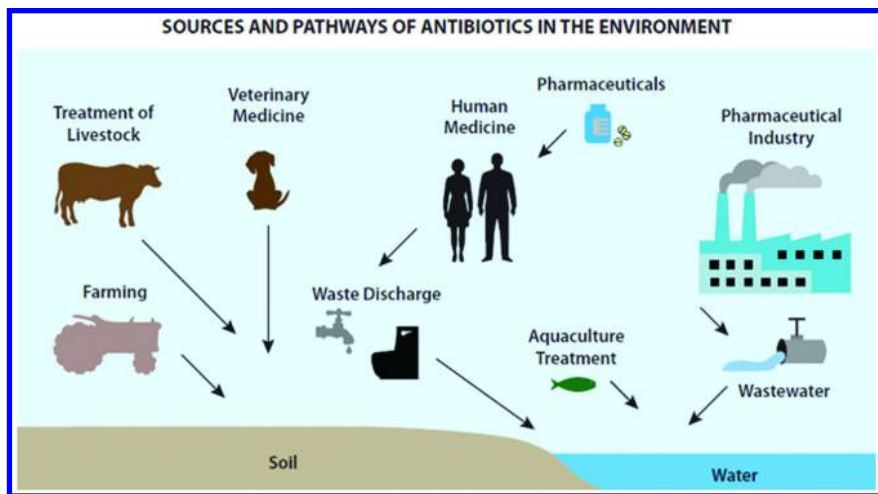 SOURCES AND PATHWAYS OF ANTIBIOTICS IN THE ENVIRONMENT
Treatment of
Livestock
Veterinary
Medicine
Human
Medicine
Pharmaceuticals
Pharmaceutical
Industry
Farming
Waste Discharge
Aquaculture
Treatment
Wastewater
Soil
Water